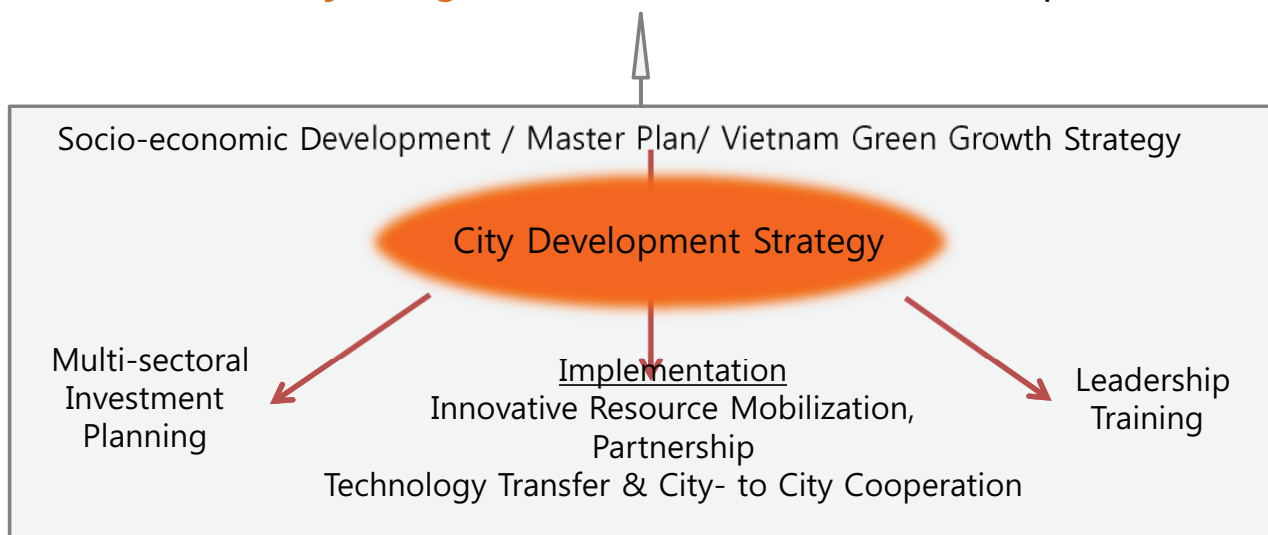 Socio-economic Development / Master Plan/ Vietnam Green Growth Strategy
City Development Strategy
Multi-sectoral
Investment
Planning
Implementation
Innovative Resource Mobilization,
Partnership
Technology Transfer & City- to City Cooperation
Leadership
Training